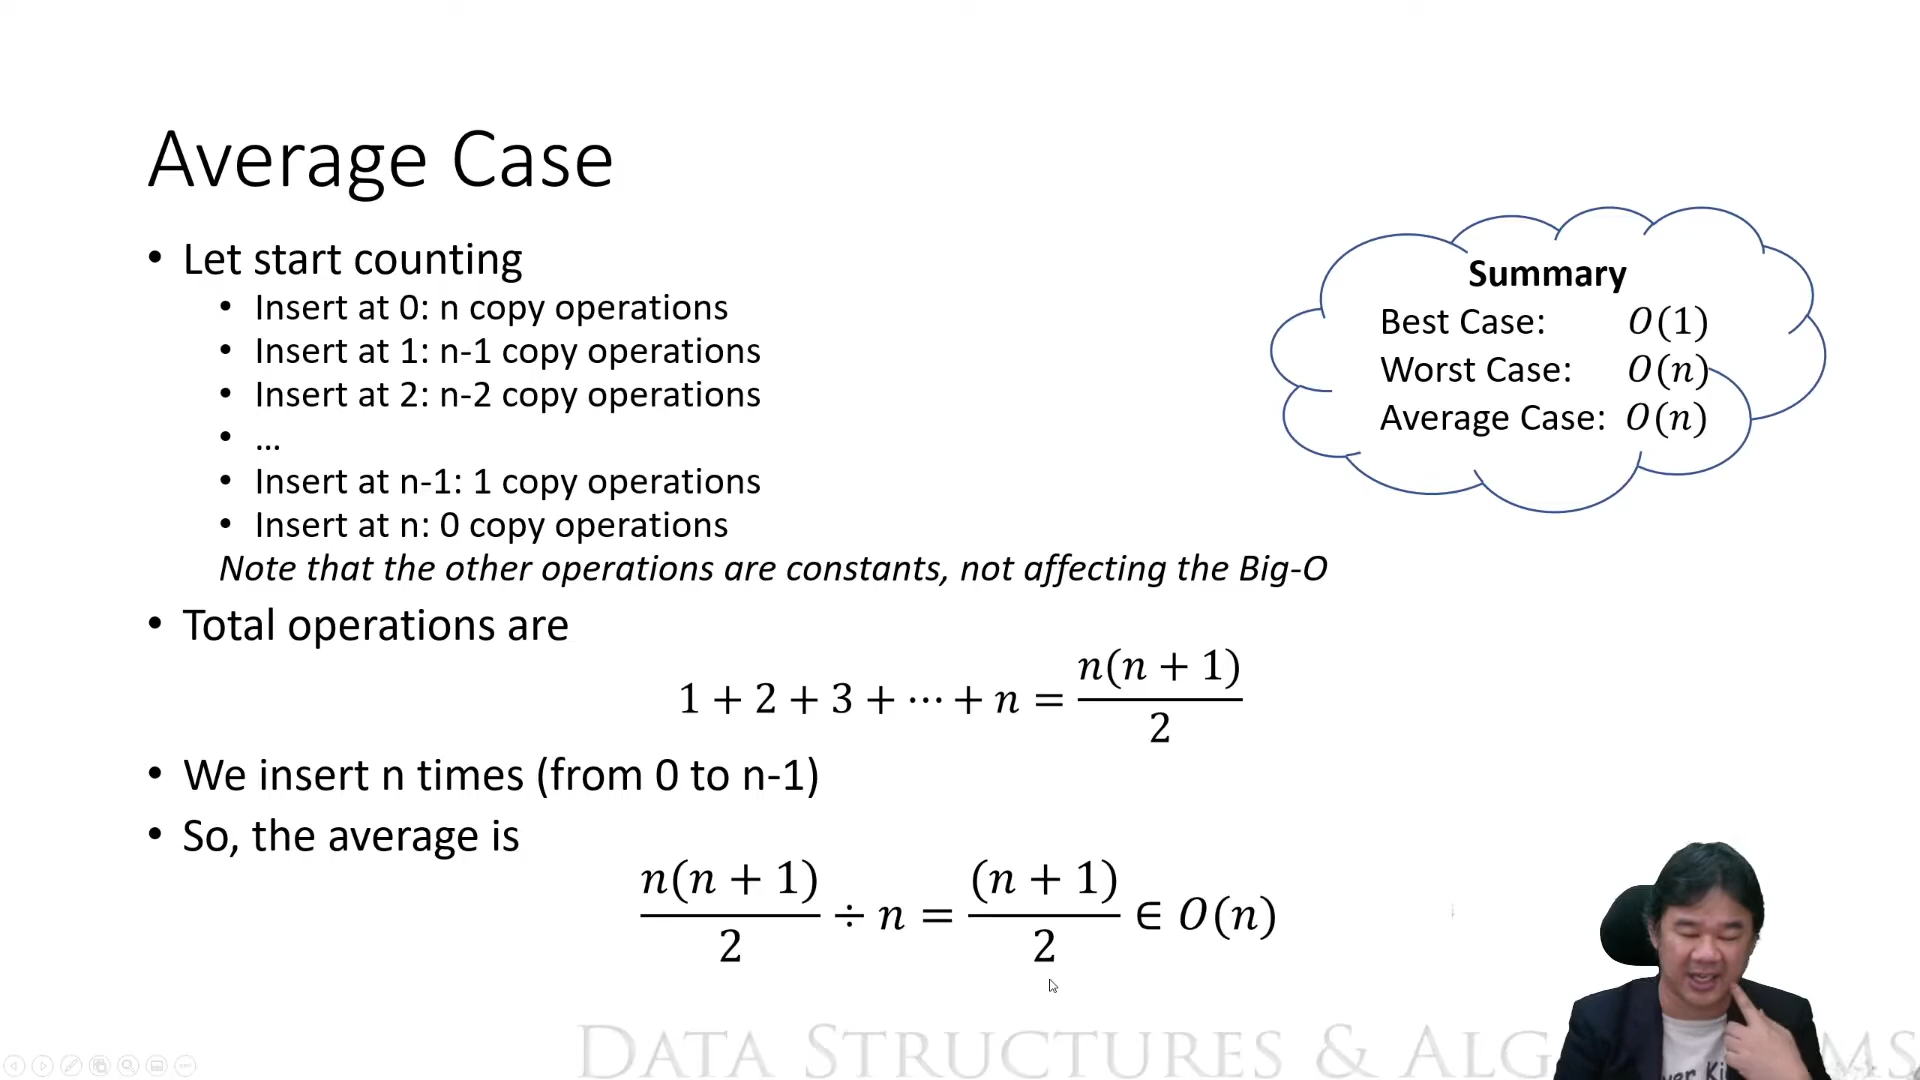 Average Case
• Let start counting
• Insert at 0: n copy operations
• Insert at 1: n-1 copy operations
• Insert at 2: n-2 copy operations
• ...
• Insert at n-1: 1 copy operations
• Insert at n: 0 copy operations
Note that the other operations are constants, not affecting the Big-O
• Total operations are
1 + 2 + 3 + ⋯ + n = n(n + 1) / 2
• We insert n times (from 0 to n-1)
• So, the average is
n(n + 1) / 2 ÷ n = (n + 1) / 2 ∈ O(n)
Summary
Best Case: O(1)
Worst Case: O(n)
Average Case: O(n)
DATA STRUCTURES & ALG
MS